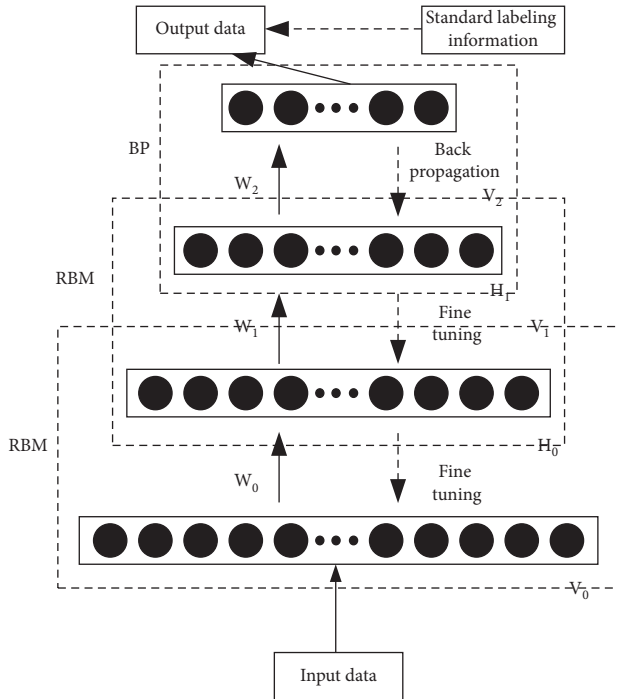 Output data
Standard labeling
information
BP
W₂
Back
propagation
V₂
RBM
H₁
W₁
Fine
tuning
V₁
RBM
H₀
W₀
Fine
tuning
V₀
Input data